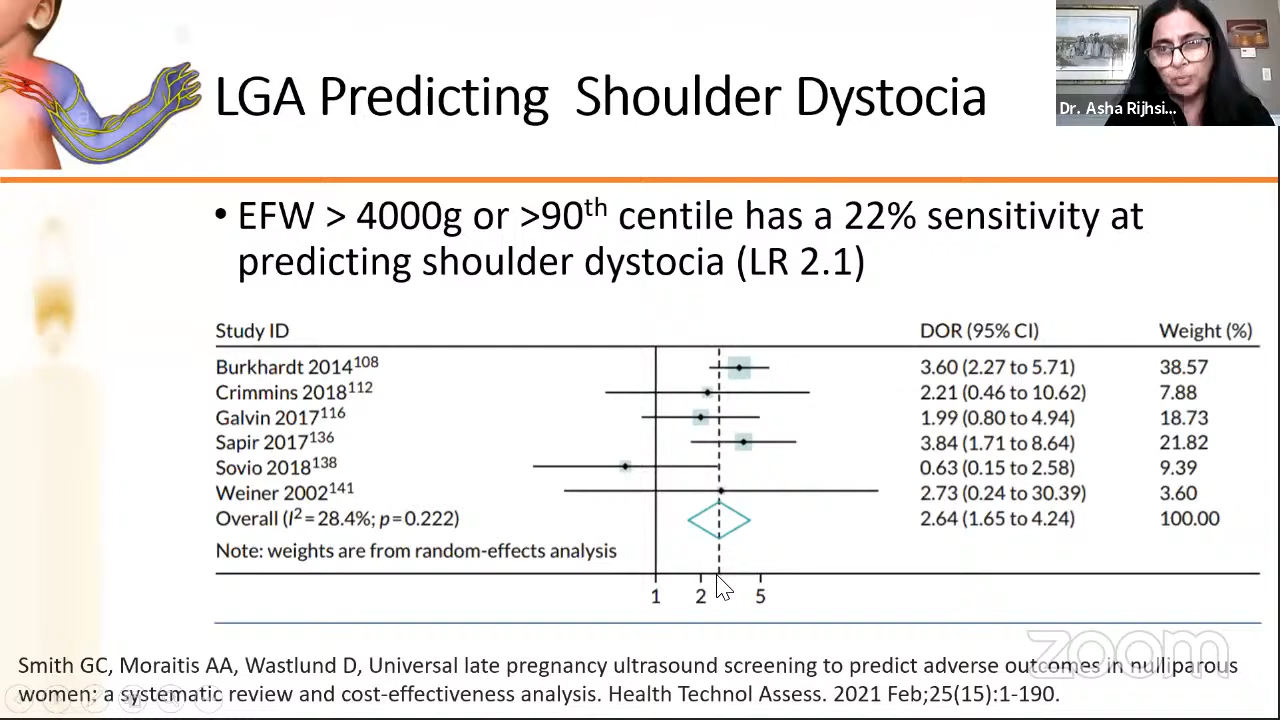 LGA Predicting Shoulder Dystocia
Dr. Asha Rijhsi...
• EFW > 4000g or >90th centile has a 22% sensitivity at
predicting shoulder dystocia (LR 2.1)
Study ID DOR (95% CI) Weight (%)
Burkhardt 2014108 3.60 (2.27 to 5.71) 38.57
Crimmins 2018112 2.21 (0.46 to 10.62) 7.88
Galvin 2017116 1.99 (0.80 to 4.94) 18.73
Sapir 2017136 3.84 (1.71 to 8.64) 21.82
Sovio 2018138 0.63 (0.15 to 2.58) 9.39
Weiner 2002141 2.73 (0.24 to 30.39) 3.60
Overall (I2=28.4%; p=0.222) 2.64 (1.65 to 4.24) 100.00
Note: weights are from random-effects analysis
1 2 5
zoom
Smith GC, Moraitis AA, Wastlund D, Universal late pregnancy ultrasound screening to predict adverse outcomes in nulliparous
women: a systematic review and cost-effectiveness analysis. Health Technol Assess. 2021 Feb;25(15):1-190.